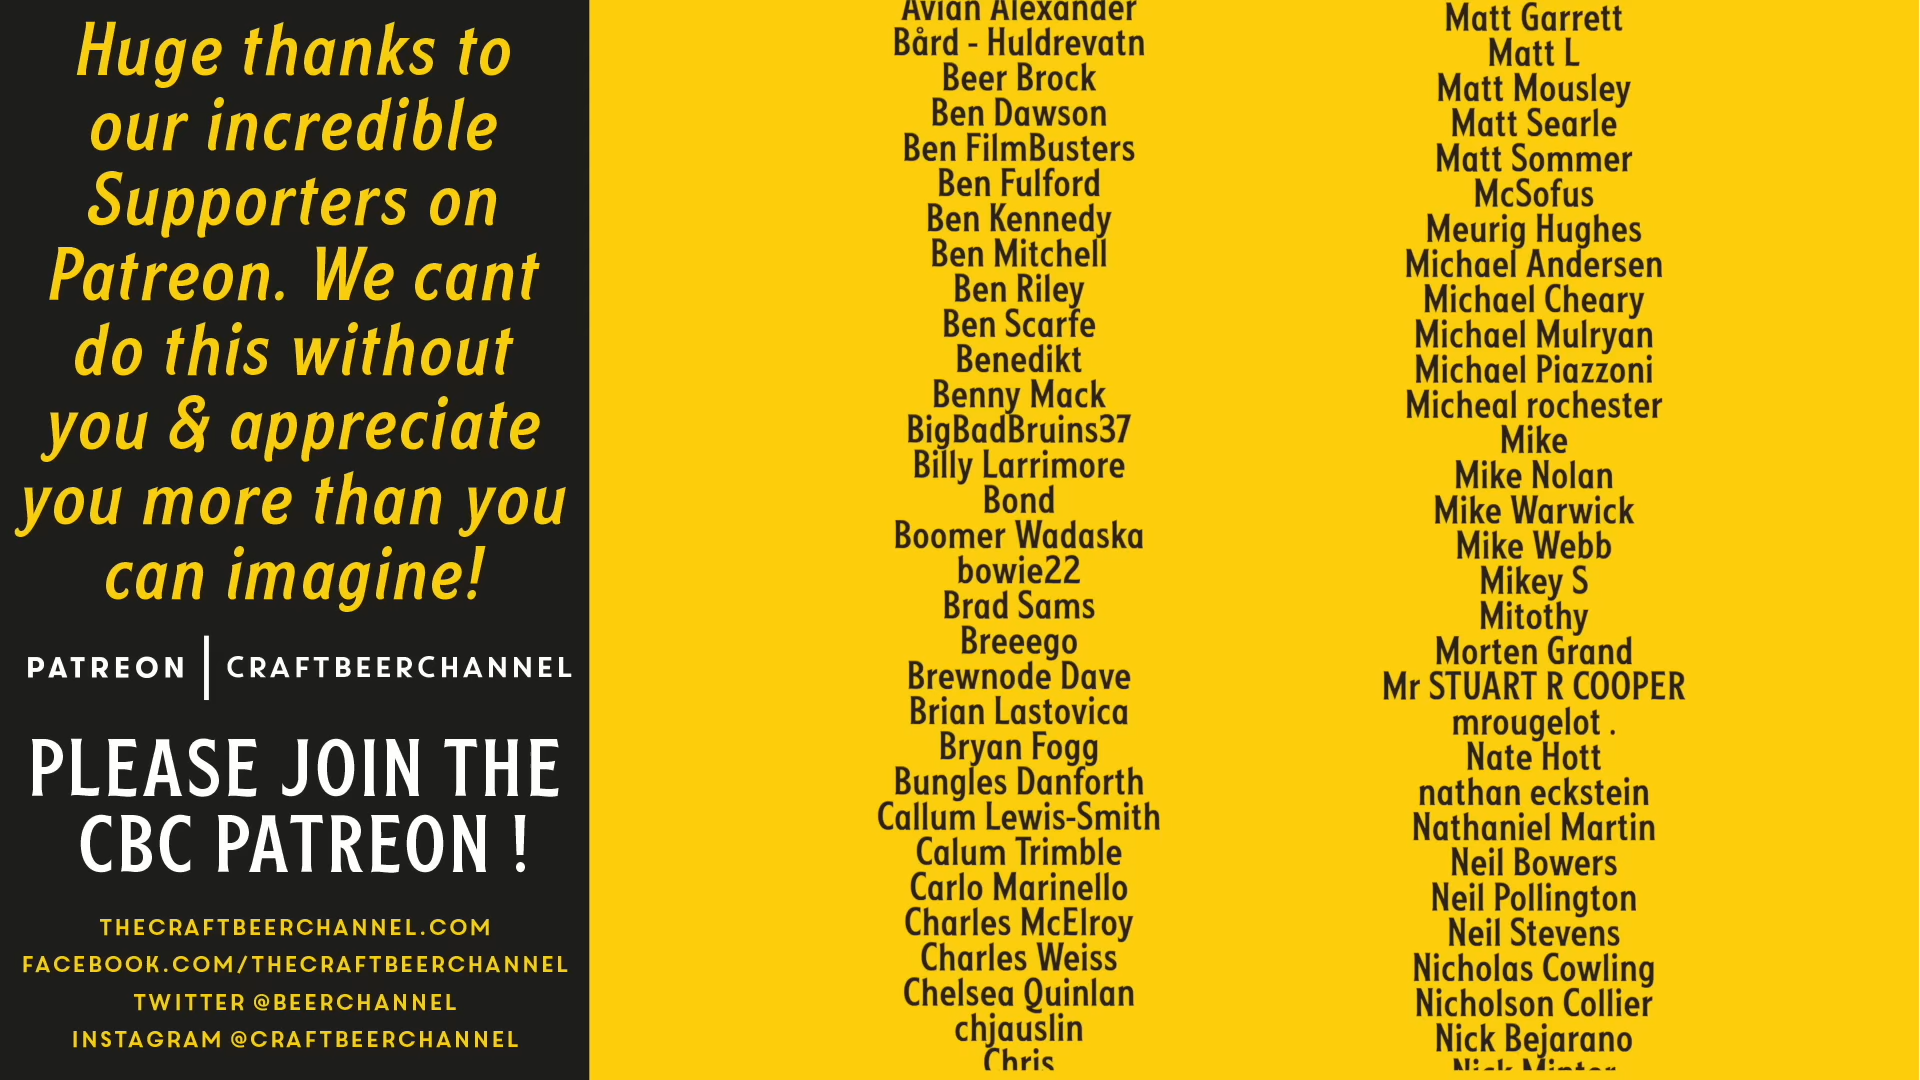 Huge thanks to
our incredible
Supporters on
Patreon. We cant
do this without
you & appreciate
you more than you
can imagine!
PATREON | CRAFTBEERCHANNEL
PLEASE JOIN THE
CBC PATREON !
THECRAFTBEERCHANNEL.COM
FACEBOOK.COM/THECRAFTBEERCHANNEL
TWITTER @BEERCHANNEL
INSTAGRAM @CRAFTBEERCHANNEL
Avian Alexander
Bård - Huldrevatn
Beer Brock
Ben Dawson
Ben FilmBusters
Ben Fulford
Ben Kennedy
Ben Mitchell
Ben Riley
Ben Scarfe
Benedikt
Benny Mack
BigBadBruins37
Billy Larrimore
Bond
Boomer Wadaska
bowie22
Brad Sams
Breeego
Brewnode Dave
Brian Lastovica
Bryan Fogg
Bungles Danforth
Callum Lewis-Smith
Calum Trimble
Carlo Marinello
Charles McElroy
Charles Weiss
Chelsea Quinlan
chjauslin
Chris
Matt Garrett
Matt L
Matt Mousley
Matt Searle
Matt Sommer
McSofus
Meurig Hughes
Michael Andersen
Michael Cheary
Michael Mulryan
Michael Piazzoni
Micheal rochester
Mike
Mike Nolan
Mike Warwick
Mike Webb
Mikey S
Mitothy
Morten Grand
Mr STUART R COOPER
mrougelot .
Nate Hott
nathan eckstein
Nathaniel Martin
Neil Bowers
Neil Pollington
Neil Stevens
Nicholas Cowling
Nicholson Collier
Nick Bejarano
Nick